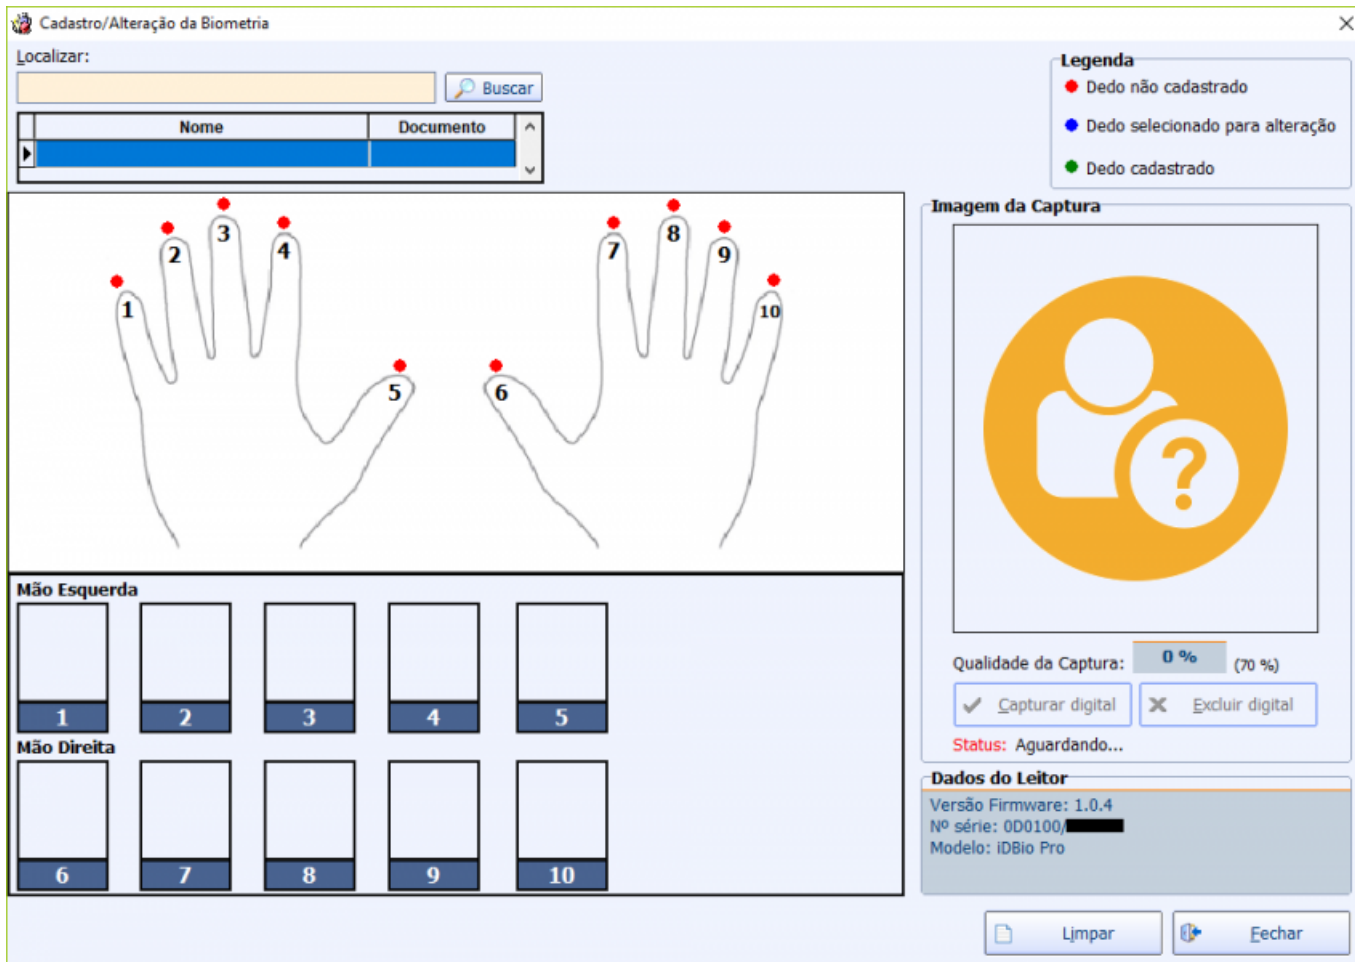 Cadastro/Alteração da Biometria
Localizar:
Buscar
Nome Documento
Legenda
Dedo não cadastrado
Dedo selecionado para alteração
Dedo cadastrado
1 2 3 4 5 6 7 8 9 10
Imagem da Captura
?
Qualidade da Captura: 0 % (70 %)
Capturar digital Excluir digital
Status: Aguardando...
Mão Esquerda
1 2 3 4 5
Mão Direita
6 7 8 9 10
Dados do Leitor
Versão Firmware: 1.0.4
Nº série: 0D0100/
Modelo: iDBio Pro
Limpar Fechar